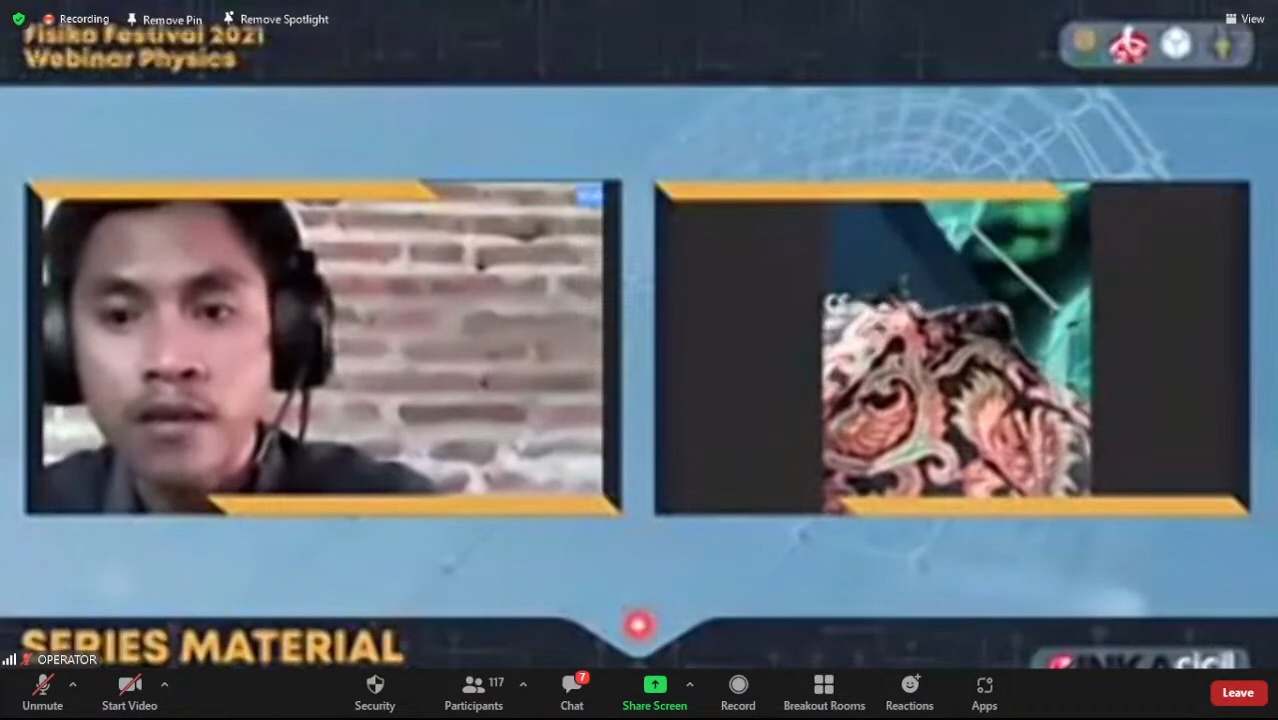 Recording Remove Pin Remove Spotlight View
Fisika Festival 2021
Webinar Physics
SERIES MATERIAL
OPERATOR
117 7
Unmute Start Video Security Participants Chat Share Screen Record Breakout Rooms Reactions Apps Leave